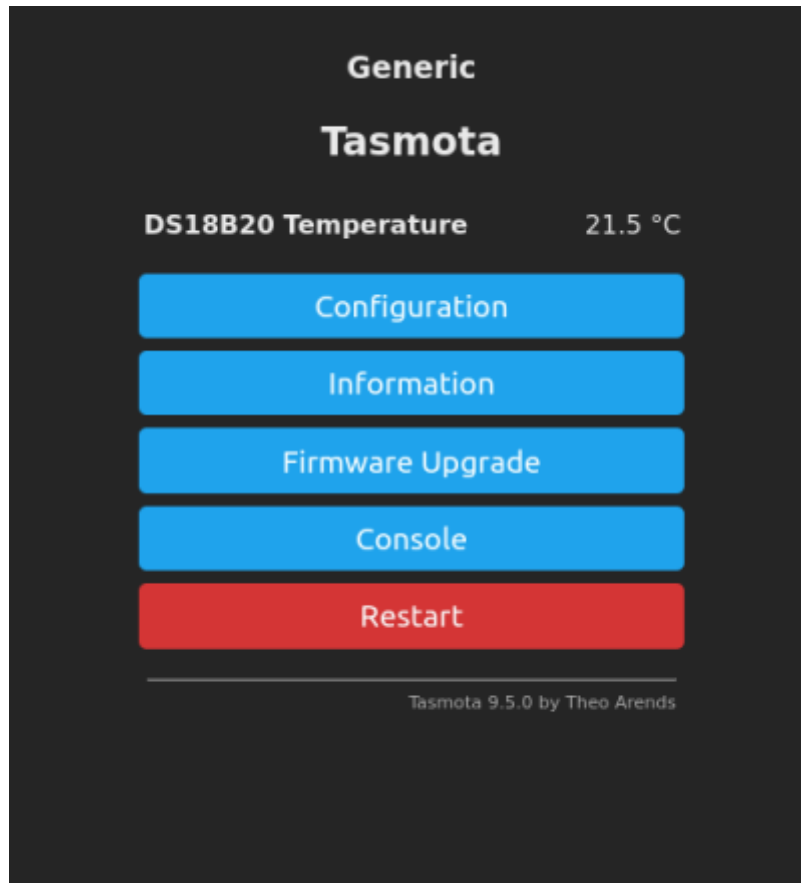 Generic
Tasmota
DS18B20 Temperature 21.5 °C
Configuration
Information
Firmware Upgrade
Console
Restart
Tasmota 9.5.0 by Theo Arends